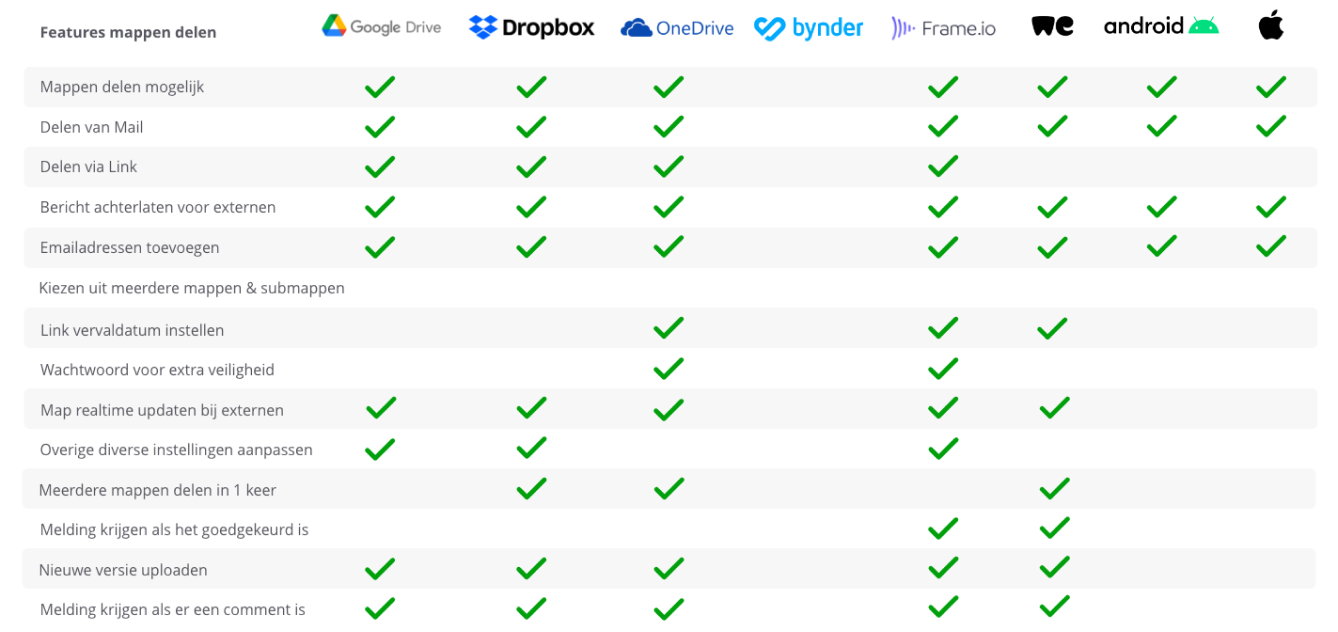 Features mappen delen Google Drive Dropbox OneDrive bynder Frame.io we android
Mappen delen mogelijk
Delen van Mail
Delen via Link
Bericht achterlaten voor externen
Emailadressen toevoegen
Kiezen uit meerdere mappen & submappen
Link vervaldatum instellen
Wachtwoord voor extra veiligheid
Map realtime updaten bij externen
Overige diverse instellingen aanpassen
Meerdere mappen delen in 1 keer
Melding krijgen als het goedgekeurd is
Nieuwe versie uploaden
Melding krijgen als er een comment is